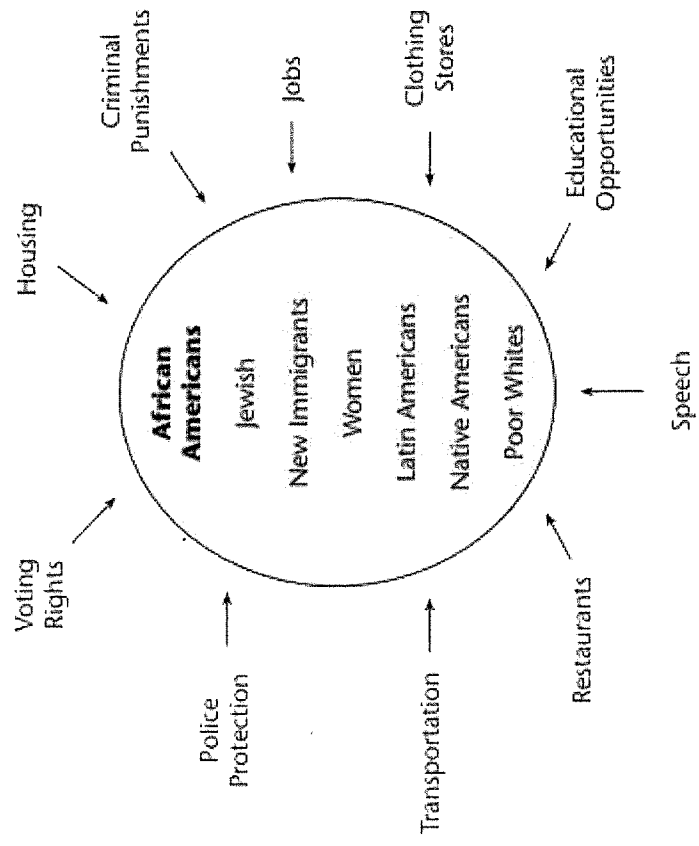 Voting
Rights
Housing
Criminal
Punishments
Police
Protection
Jobs
African
Americans
Jewish
New Immigrants
Women
Latin Americans
Native Americans
Poor Whites
Transportation
Clothing
Stores
Restaurants
Educational
Opportunities
Speech